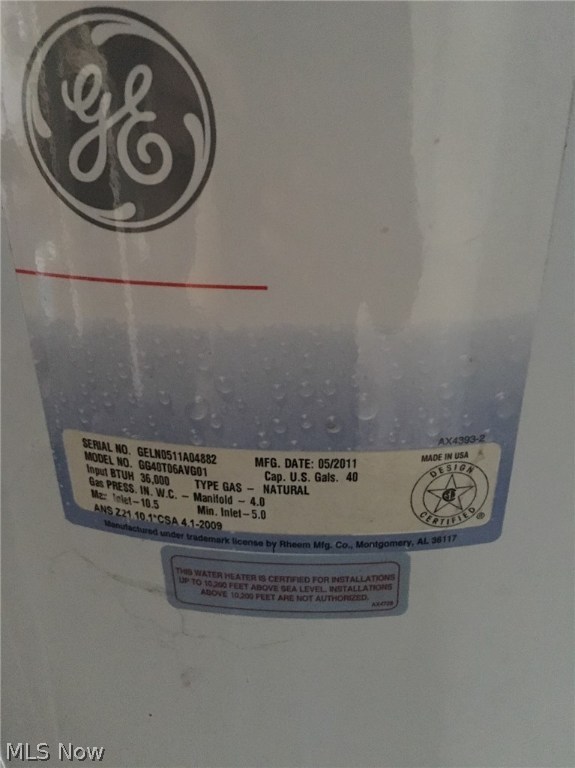 GE
AX4393-2
SERIAL NO. GELN0511A04882 MFG. DATE: 05/2011 MADE IN USA
MODEL NO. GG40T06AVG01 Cap. U.S. Gals. 40
Input BTUH 36,000 TYPE GAS - NATURAL
Gas PRESS. IN. W.C. - Manifold - 4.0
Max Inlet-10.5 Min. Inlet-5.0
ANS Z21.10.1*CSA 4.1-2009
DESIGN CERTIFIED
Manufactured under trademark license by Rheem Mfg. Co., Montgomery, AL 36117
THIS WATER HEATER IS CERTIFIED FOR INSTALLATIONS
UP TO 10,200 FEET ABOVE SEA LEVEL. INSTALLATIONS
ABOVE 10,200 FEET ARE NOT AUTHORIZED.
MLS Now